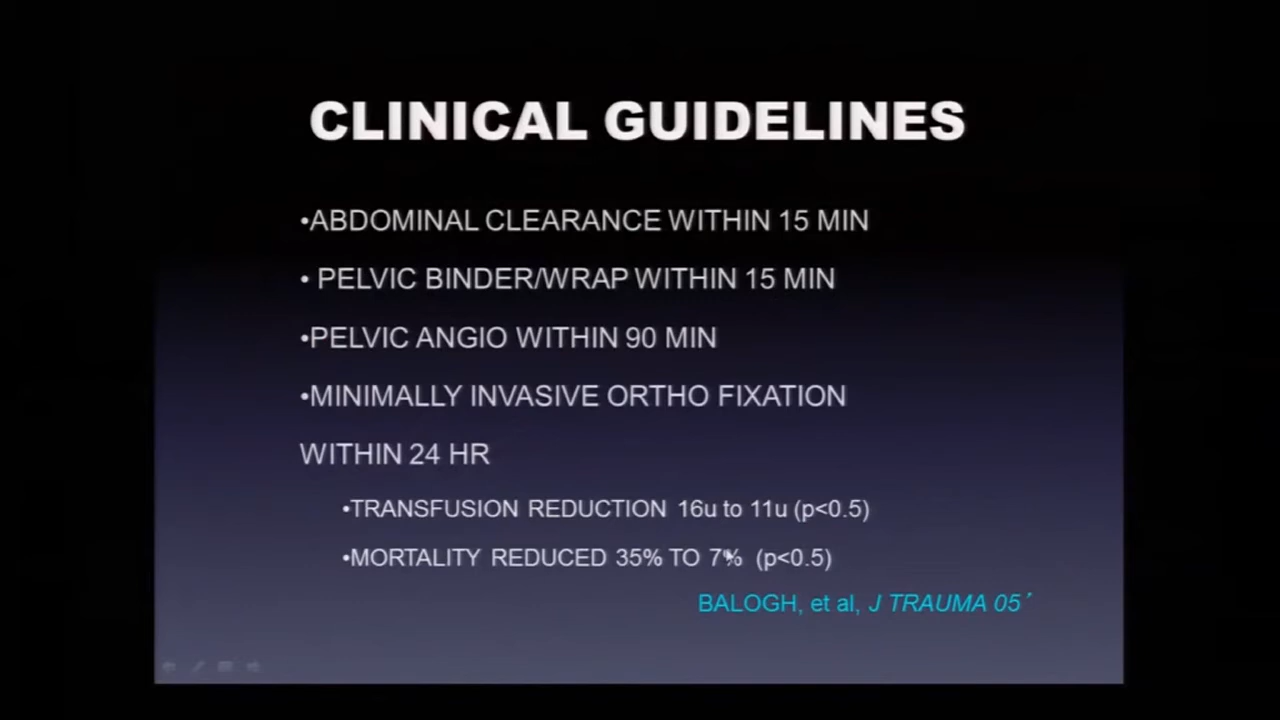 CLINICAL GUIDELINES
•ABDOMINAL CLEARANCE WITHIN 15 MIN
• PELVIC BINDER/WRAP WITHIN 15 MIN
•PELVIC ANGIO WITHIN 90 MIN
•MINIMALLY INVASIVE ORTHO FIXATION
WITHIN 24 HR
•TRANSFUSION REDUCTION 16u to 11u (p<0.5)
•MORTALITY REDUCED 35% TO 7% (p<0.5)
BALOGH, et al, J TRAUMA 05’